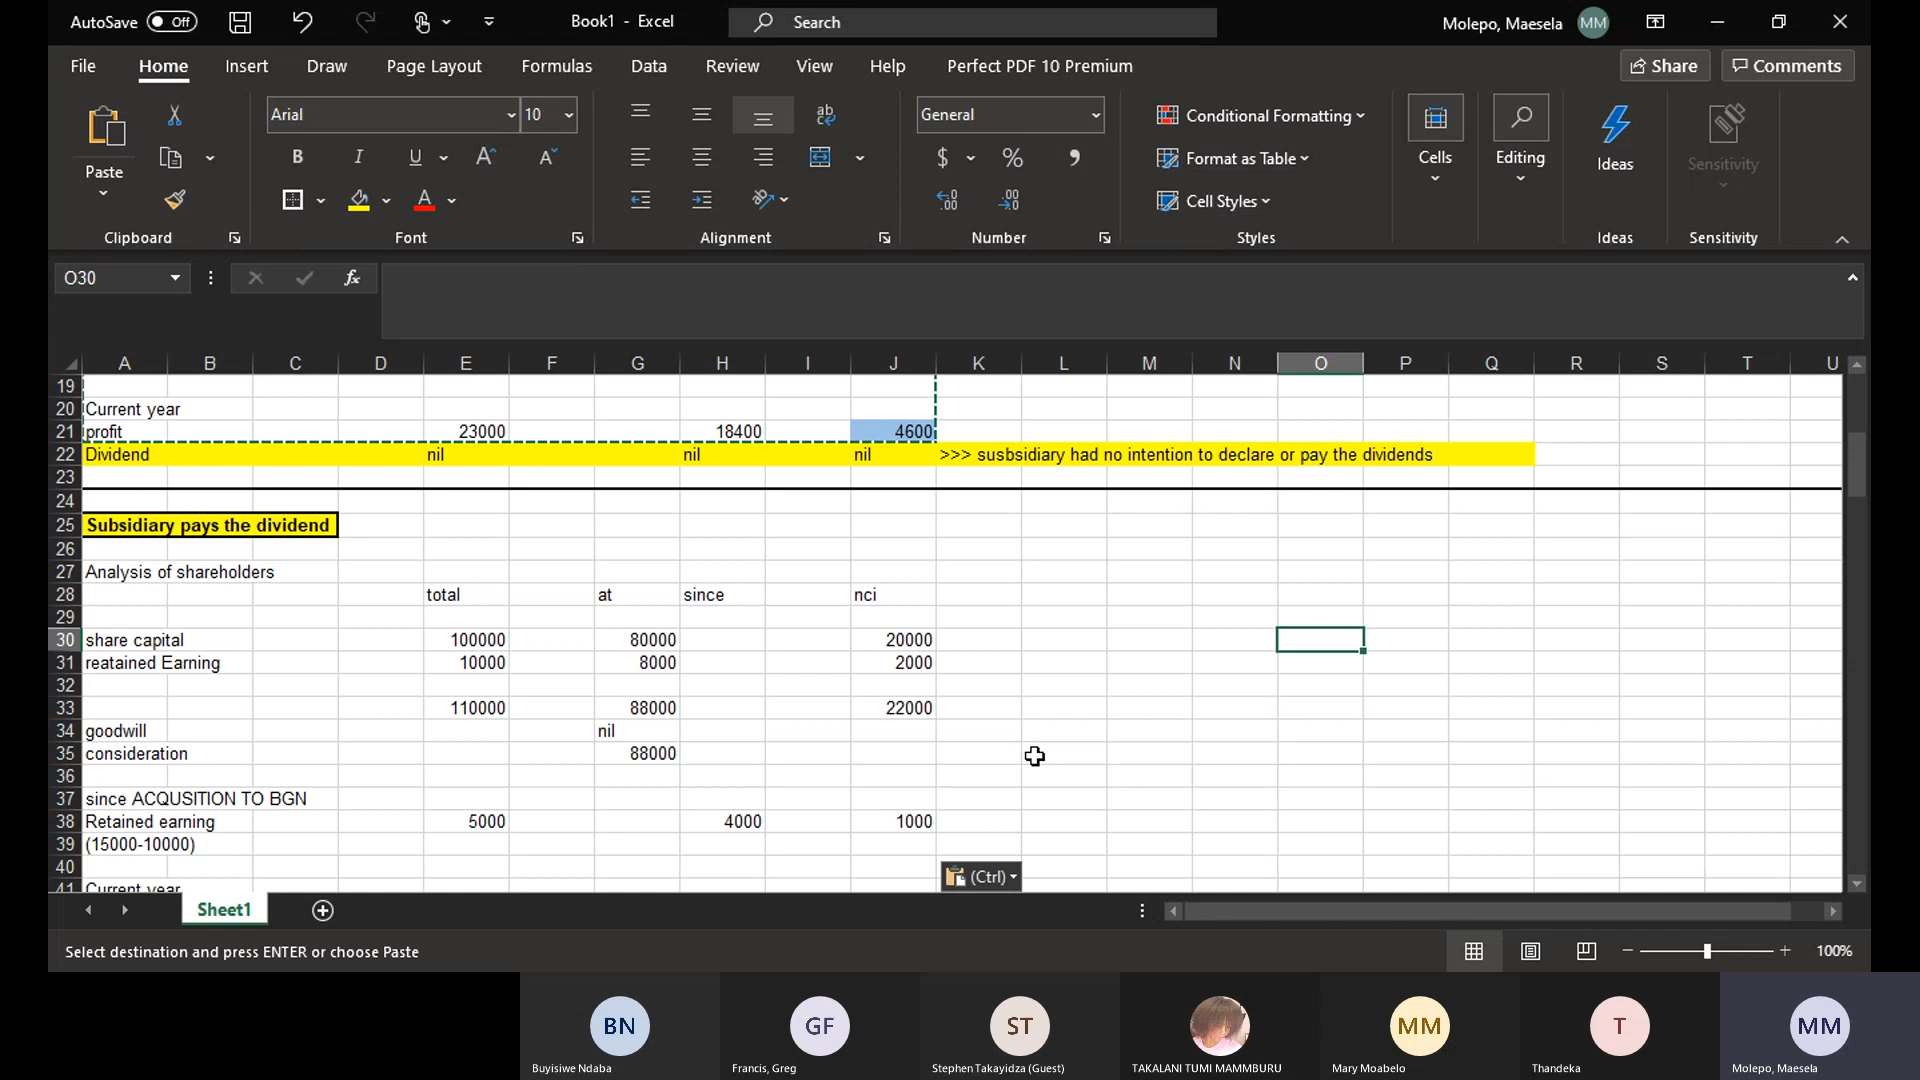 AutoSave Off Book1 - Excel Search Molepo, Maesela MM
File Home Insert Draw Page Layout Formulas Data Review View Help Perfect PDF 10 Premium Share Comments
Paste Arial 10 General Conditional Formatting Format as Table Cell Styles Cells Editing Ideas Sensitivity
Clipboard Font Alignment Number Styles Ideas Sensitivity
O30 fx
A B C D E F G H I J K L M N O P Q R S T U
19
20 Current year
21 profit 23000 18400 4600
22 Dividend nil nil nil >>> susbsidiary had no intention to declare or pay the dividends
23
24
25 Subsidiary pays the dividend
26
27 Analysis of shareholders
28 total at since nci
29
30 share capital 100000 80000 20000
31 reatained Earning 10000 8000 2000
32
33 110000 88000 22000
34 goodwill nil
35 consideration 88000
36
37 since ACQUSITION TO BGN
38 Retained earning 5000 4000 1000
39 (15000-10000)
40
41 Current year
(Ctrl)
Sheet1
Select destination and press ENTER or choose Paste 100%
BN GF ST MM T MM
Buyisiwe Ndaba Francis, Greg Stephen Takayidza (Guest) TAKALANI TUMI MAMMBURU Mary Moabelo Thandeka Molepo, Maesela